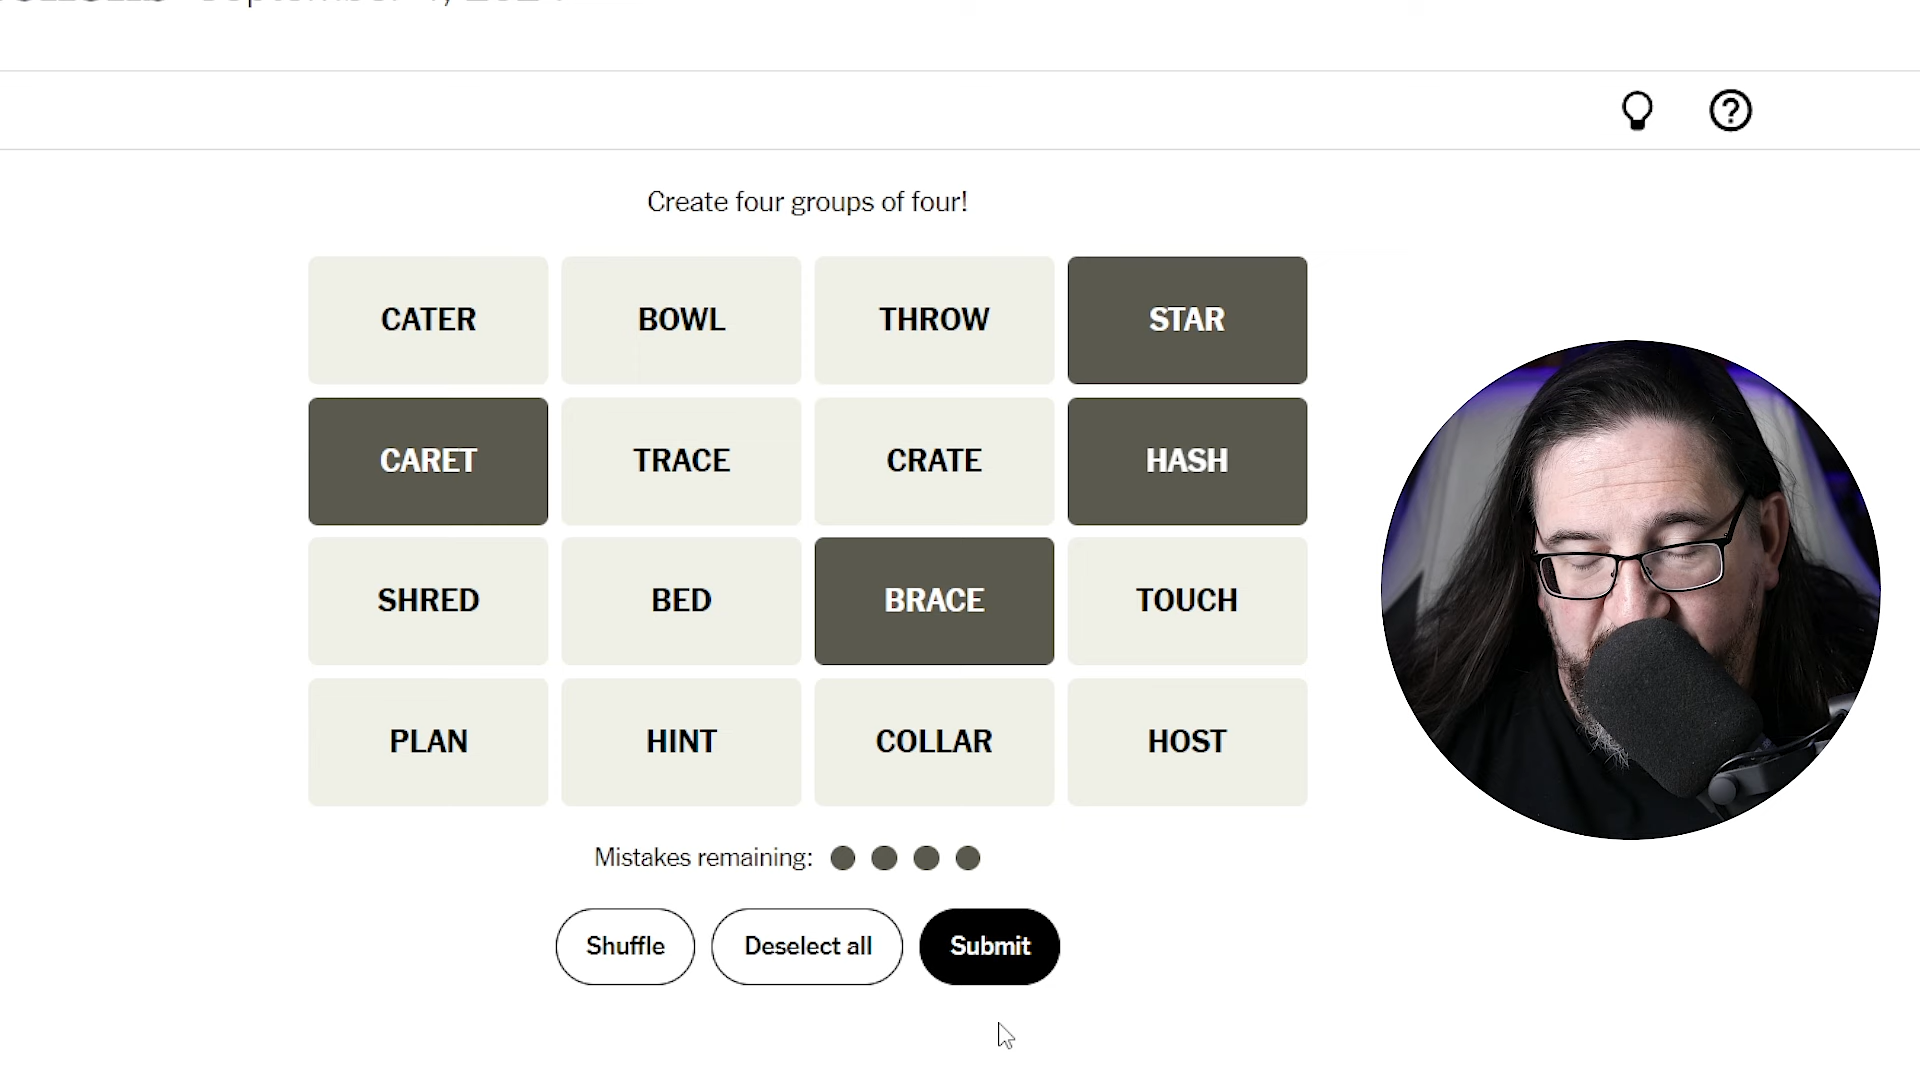 Create four groups of four!
CATER BOWL THROW STAR
CARET TRACE CRATE HASH
SHRED BED BRACE TOUCH
PLAN HINT COLLAR HOST
Mistakes remaining:
Shuffle Deselect all Submit